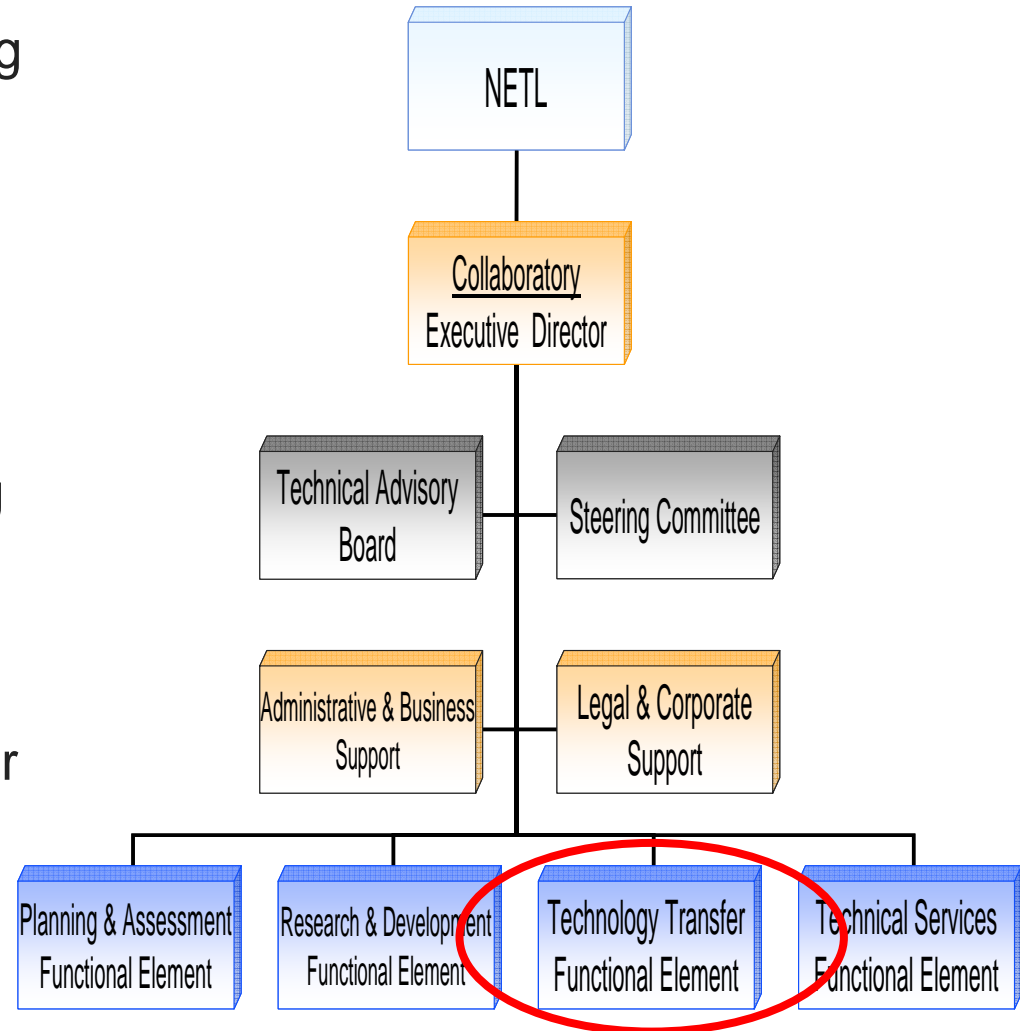 g
NETL
Collaboratory
Executive Director
Technical Advisory
Board
Steering Committee
g
Administrative & Business
Support
Legal & Corporate
Support
r
Planning & Assessment
Functional Element
Research & Development
Functional Element
Technology Transfer
Functional Element
Technical Services
Functional Element